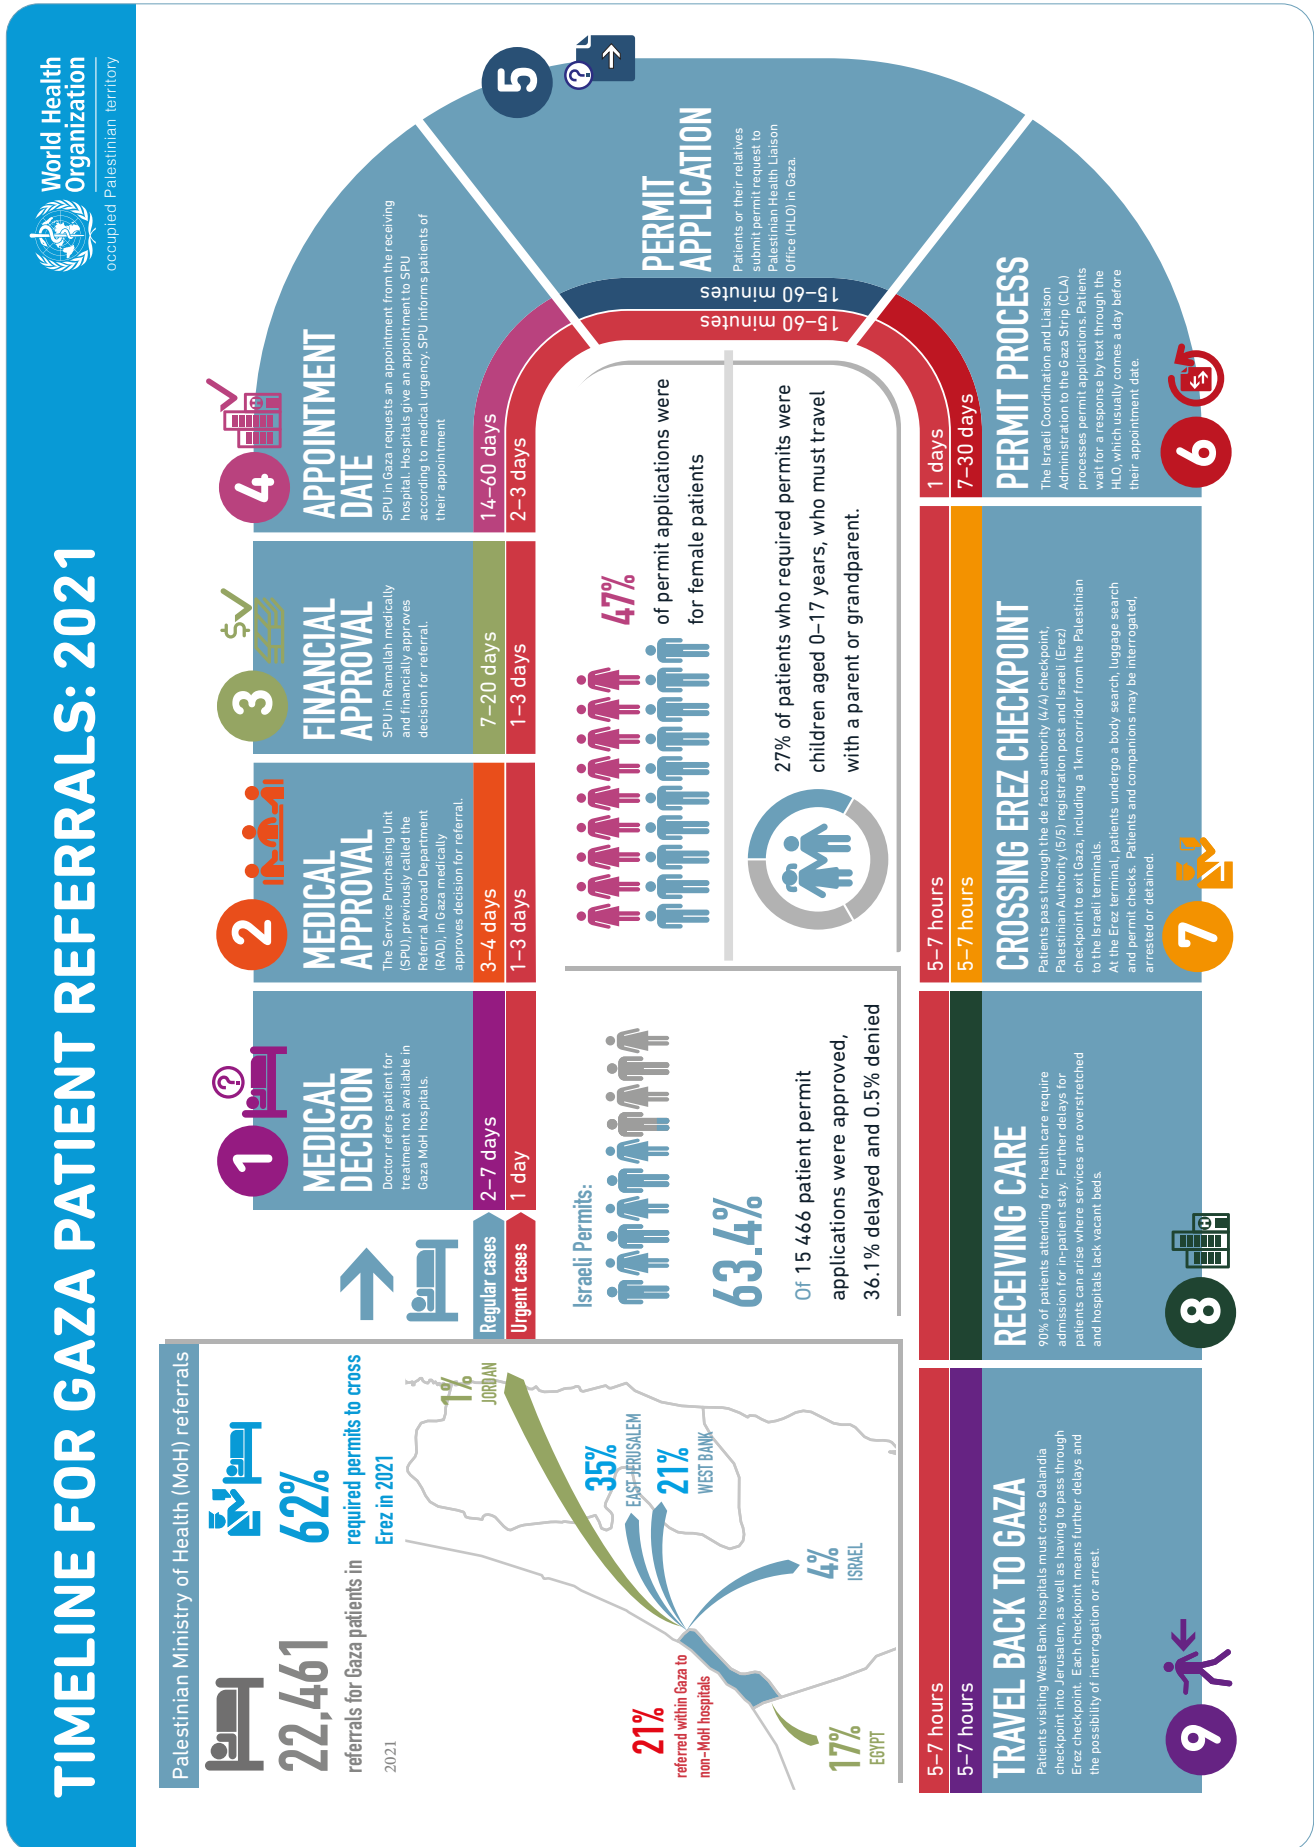 TIMELINE FOR GAZA PATIENT REFERRALS: 2021
World Health
Organization
occupied Palestinian territory
Palestinian Ministry of Health (MoH) referrals
22,461
referrals for Gaza patients in
2021
62%
required permits to cross
Erez in 2021
1%
JORDAN
35%
EAST JERUSALEM
21%
WEST BANK
4%
ISRAEL
21%
referred within Gaza to
non-MoH hospitals
17%
EGYPT
Regular cases
Urgent cases
1
MEDICAL
DECISION
Doctor refers patient for
treatment not available in
Gaza MoH hospitals.
2–7 days
1 day
2
MEDICAL
APPROVAL
The Service Purchasing Unit
(SPU), previously called the
Referral Abroad Department
(RAD), in Gaza medically
approves decision for referral.
3–4 days
1–3 days
3
$
FINANCIAL
APPROVAL
SPU in Ramallah medically
and financially approves
decision for referral.
7–20 days
1–3 days
4
H
APPOINTMENT
DATE
SPU in Gaza requests an appointment from the receiving
hospital. Hospitals give an appointment to SPU
according to medical urgency. SPU informs patients of
their appointment
14–60 days
2–3 days
5
?
PERMIT
APPLICATION
Patients or their relatives
submit permit request to
Palestinian Health Liaison
Office (HLO) in Gaza.
15–60 minutes
15–60 minutes
Israeli Permits:
63.4%
Of 15 466 patient permit
applications were approved,
36.1% delayed and 0.5% denied
47%
of permit applications were
for female patients
27% of patients who required permits were
children aged 0–17 years, who must travel
with a parent or grandparent.
1 days
7–30 days
PERMIT PROCESS
The Israeli Coordination and Liaison
Administration to the Gaza Strip (CLA)
processes permit applications. Patients
wait for a response by text through the
HLO, which usually comes a day before
their appointment date.
6
5–7 hours
5–7 hours
CROSSING EREZ CHECKPOINT
Patients pass through the de facto authority (4/4) checkpoint,
Palestinian Authority (5/5) registration post and Israeli (Erez)
checkpoint to exit Gaza, including a 1km corridor from the Palestinian
to the Israeli terminals.
At the Erez terminal, patients undergo a body search, luggage search
and permit checks. Patients and companions may be interrogated,
arrested or detained.
7
RECEIVING CARE
90% of patients attending for health care require
admission for in-patient stay. Further delays for
patients can arise where services are overstretched
and hospitals lack vacant beds.
8
H
5–7 hours
5–7 hours
TRAVEL BACK TO GAZA
Patients visiting West Bank hospitals must cross Qalandia
checkpoint into Jerusalem, as well as having to pass through
Erez checkpoint. Each checkpoint means further delays and
the possibility of interrogation or arrest.
9